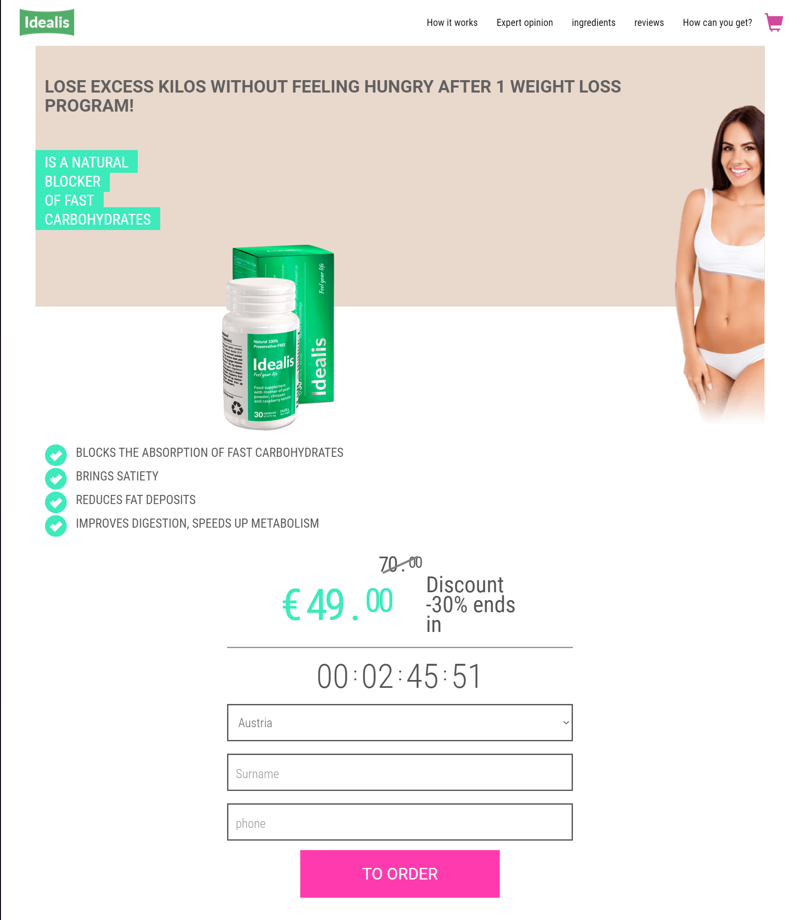 Idealis
How it works Expert opinion ingredients reviews How can you get?
LOSE EXCESS KILOS WITHOUT FEELING HUNGRY AFTER 1 WEIGHT LOSS
PROGRAM!
IS A NATURAL
BLOCKER
OF FAST
CARBOHYDRATES
Feel your life
Idealis
Natural 100%
Preservative-FREE
Idealis
Feel your life
Food supplement
30
BLOCKS THE ABSORPTION OF FAST CARBOHYDRATES
BRINGS SATIETY
REDUCES FAT DEPOSITS
IMPROVES DIGESTION, SPEEDS UP METABOLISM
70.00
€49.00
Discount
-30% ends
in
00:02:45:51
Austria
Surname
phone
TO ORDER